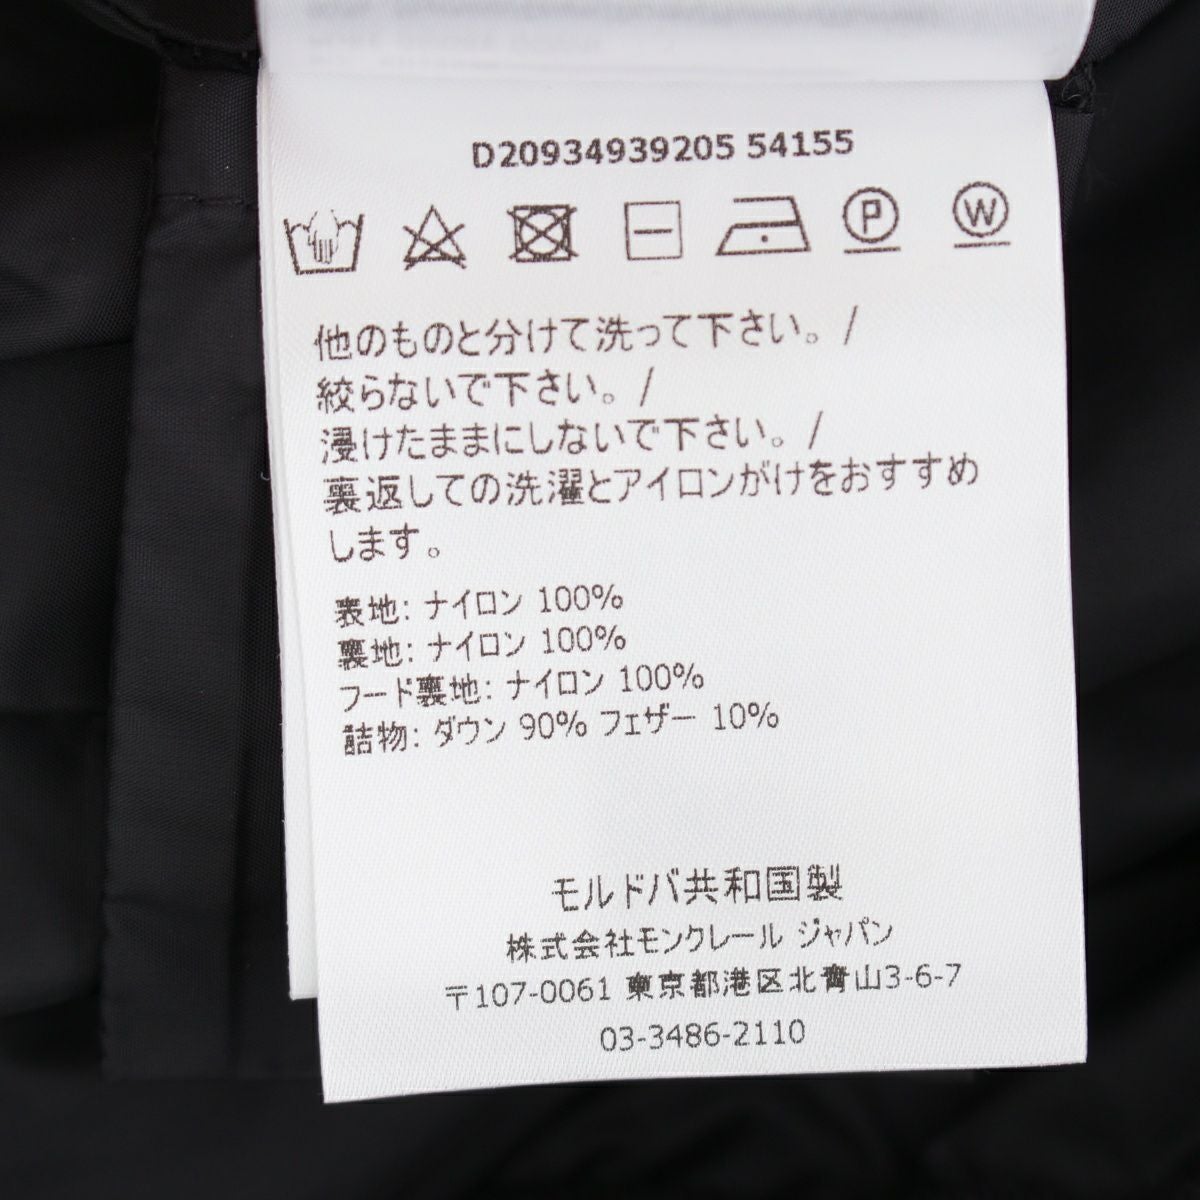 D20934939205 54155
P W
他のものと分けて洗って下さい。/
絞らないで下さい。/
浸けたままにしないで下さい。/
裏返しての洗濯とアイロンがけをおすすめ
します。
表地: ナイロン 100%
裏地: ナイロン 100%
フード裏地: ナイロン 100%
詰物: ダウン 90% フェザー 10%
モルドバ共和国製
株式会社モンクレール ジャパン
〒107-0061 東京都港区北青山3-6-7
03-3486-2110